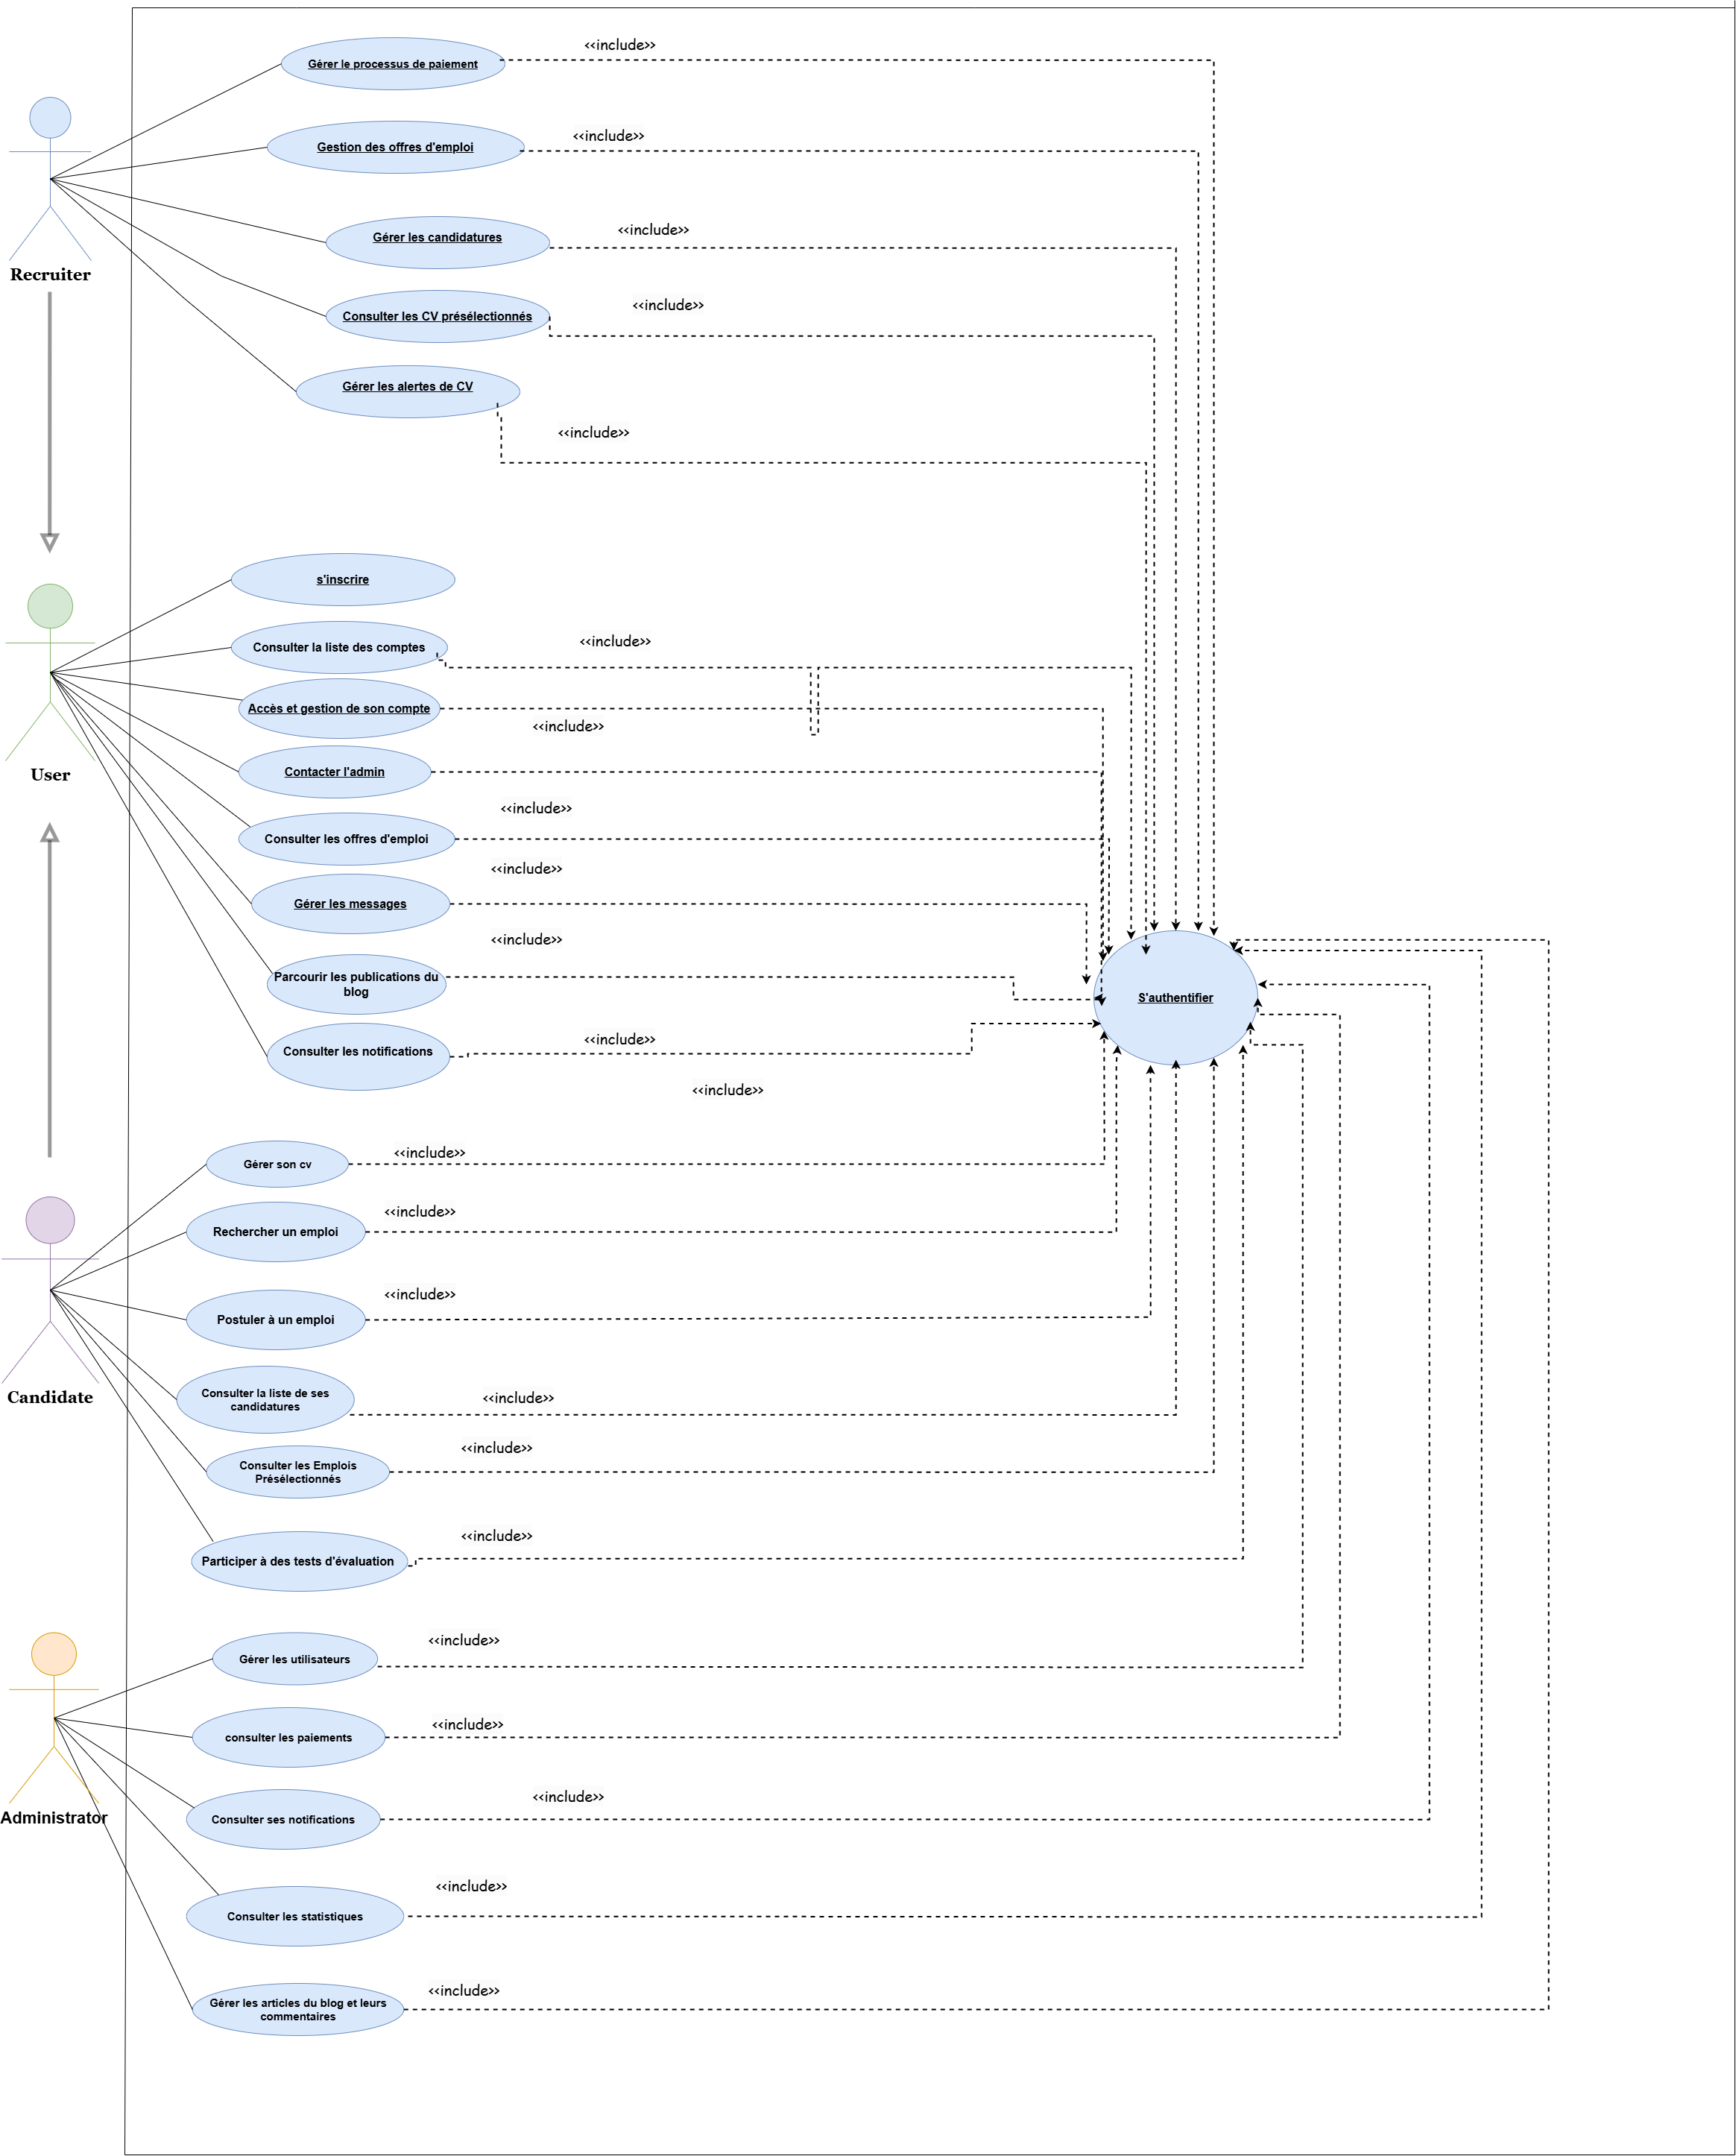 <<include>>
Gérer le processus de paiement
<<include>>
Gestion des offres d'emploi
<<include>>
Gérer les candidatures
Recruiter
<<include>>
Consulter les CV présélectionnés
Gérer les alertes de CV
<<include>>
s'inscrire
<<include>>
Consulter la liste des comptes
Accès et gestion de son compte
<<include>>
Contacter l'admin
User
<<include>>
Consulter les offres d'emploi
<<include>>
Gérer les messages
<<include>>
Parcourir les publications du
blog
S'authentifier
<<include>>
Consulter les notifications
<<include>>
<<include>>
Gérer son cv
<<include>>
Rechercher un emploi
<<include>>
Postuler à un emploi
Candidate
Consulter la liste de ses
candidatures
<<include>>
<<include>>
Consulter les Emplois
Présélectionnés
<<include>>
Participer à des tests d'évaluation
<<include>>
Gérer les utilisateurs
<<include>>
consulter les paiements
<<include>>
Administrator
Consulter ses notifications
<<include>>
Consulter les statistiques
<<include>>
Gérer les articles du blog et leurs
commentaires